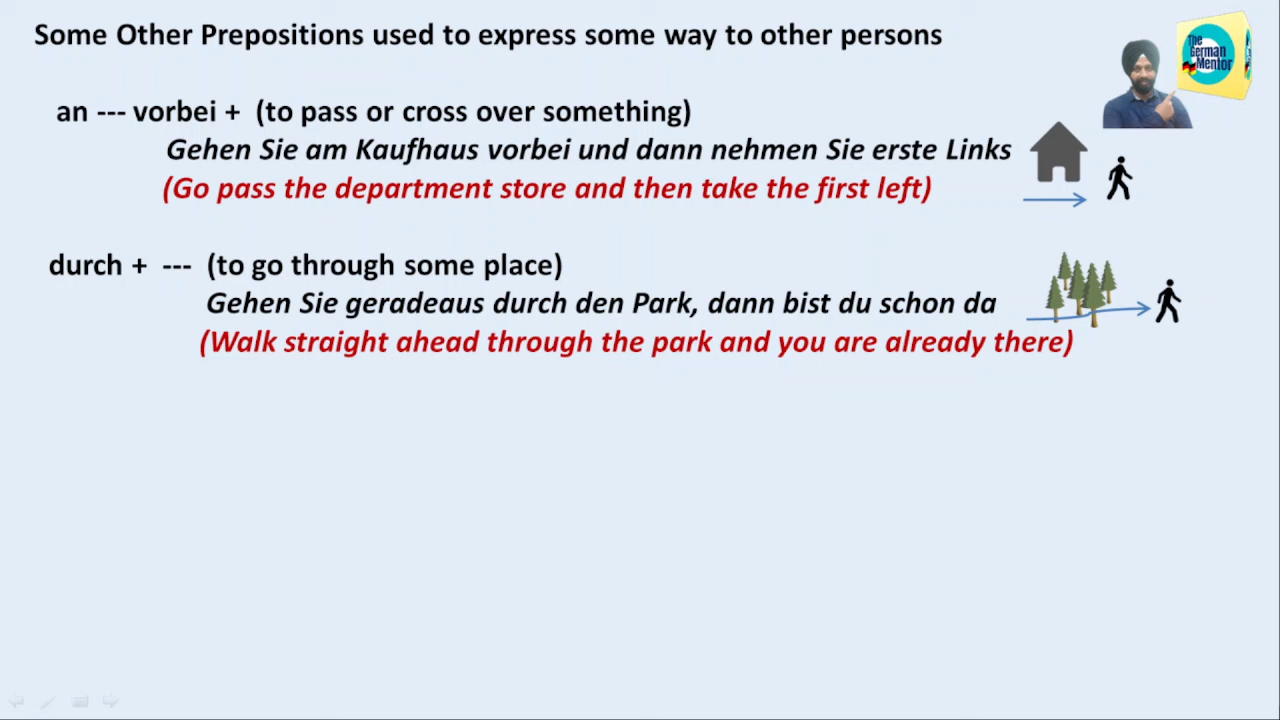 Some Other Prepositions used to express some way to other persons
The German Mentor
an --- vorbei + (to pass or cross over something)
Gehen Sie am Kaufhaus vorbei und dann nehmen Sie erste Links
(Go pass the department store and then take the first left)
durch + --- (to go through some place)
Gehen Sie geradeaus durch den Park, dann bist du schon da
(Walk straight ahead through the park and you are already there)